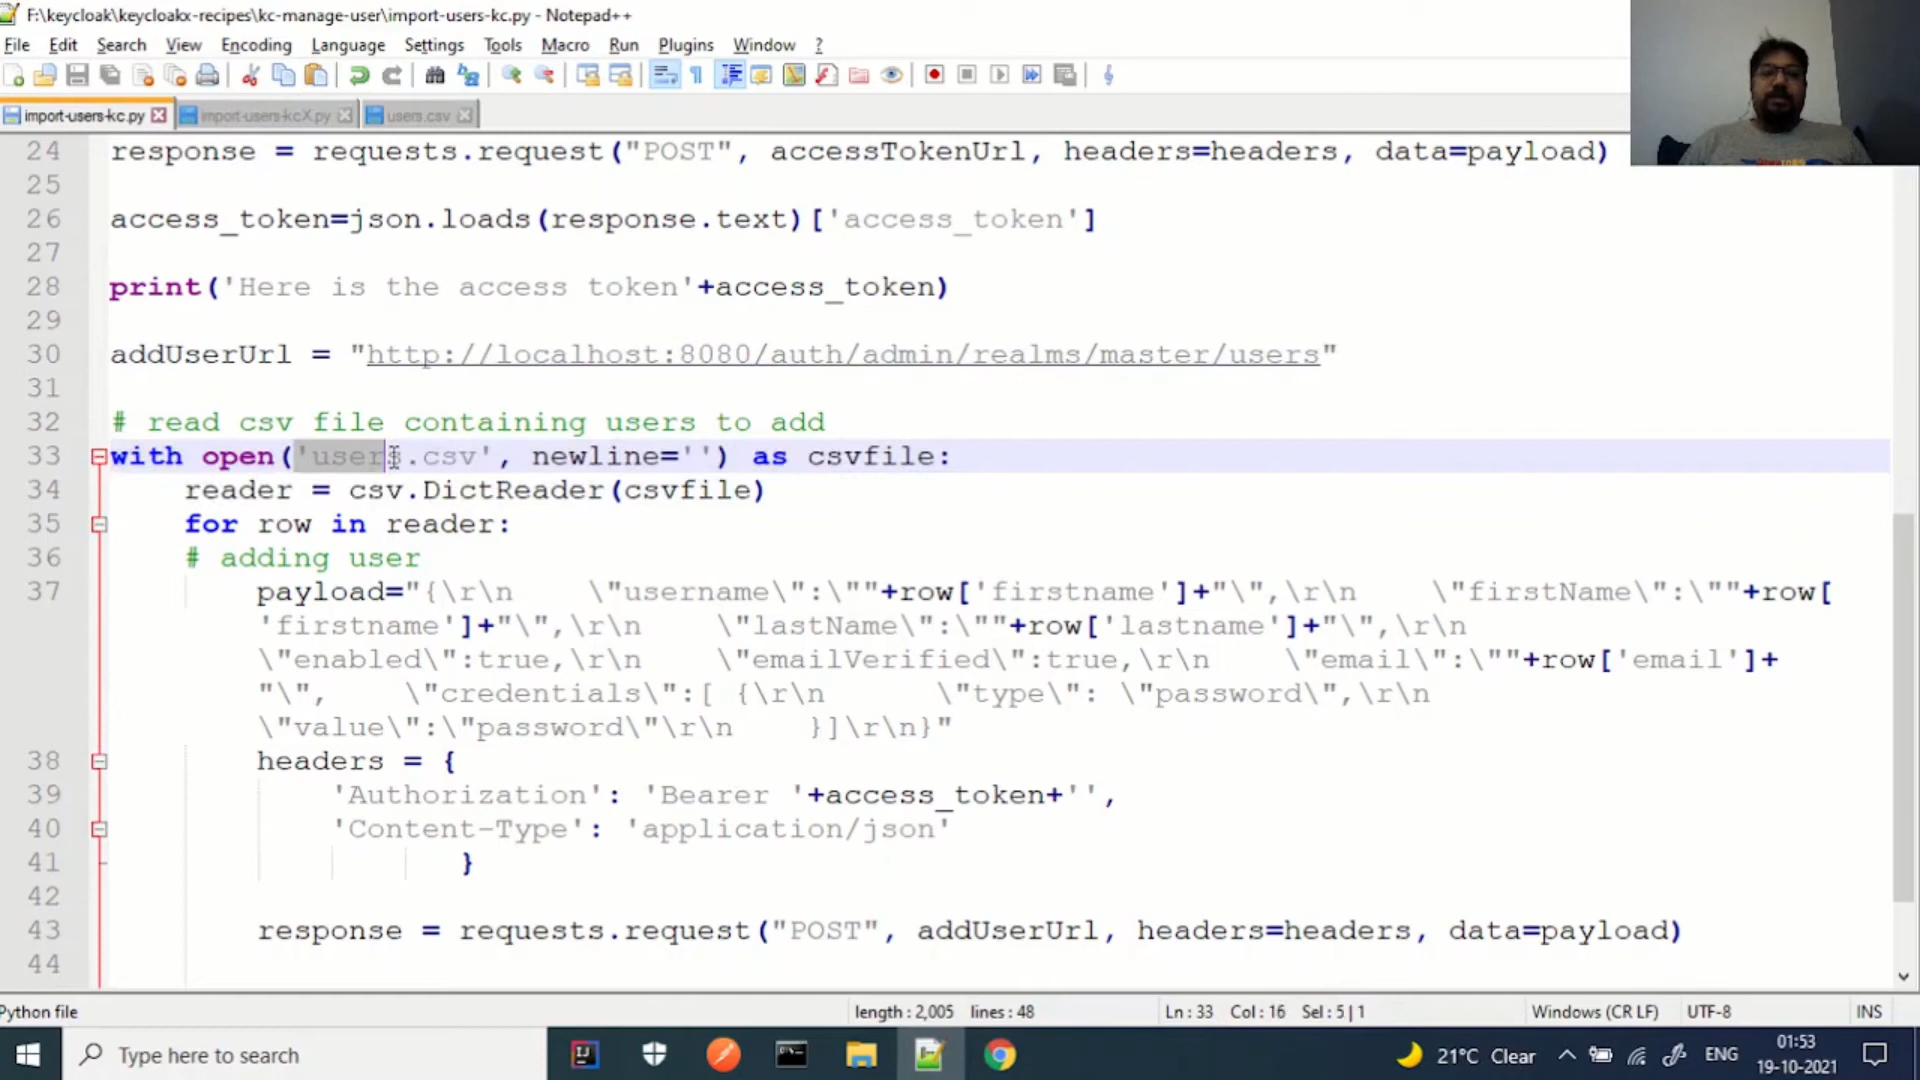 F:\keycloak\keycloakx-recipes\kc-manage-user\import-users-kc.py - Notepad++
File Edit Search View Encoding Language Settings Tools Macro Run Plugins Window ?
import-users-kc.py import-users-kcX.py users.csv
24 response = requests.request("POST", accessTokenUrl, headers=headers, data=payload)
25
26 access_token=json.loads(response.text)['access_token']
27
28 print('Here is the access token'+access_token)
29
30 addUserUrl = "http://localhost:8080/auth/admin/realms/master/users"
31
32 # read csv file containing users to add
33 with open('users.csv', newline='') as csvfile:
34 reader = csv.DictReader(csvfile)
35 for row in reader:
36 # adding user
37 payload="{\r\n    \"username\":\""+row['firstname']+"\",\r\n    \"firstName\":\""+row[
'firstname']+"\",\r\n    \"lastName\":\""+row['lastname']+"\",\r\n
\"enabled\":true,\r\n    \"emailVerified\":true,\r\n    \"email\":\""+row['email']+
"\",    \"credentials\":[ {\r\n      \"type\": \"password\",\r\n
\"value\":\"password\"\r\n    }]\r\n}"
38 headers = {
39 'Authorization': 'Bearer '+access_token+'',
40 'Content-Type': 'application/json'
41 }
42
43 response = requests.request("POST", addUserUrl, headers=headers, data=payload)
44
Python file length : 2,005 lines : 48 Ln : 33 Col : 16 Sel : 5 | 1 Windows (CR LF) UTF-8 INS
Type here to search 21°C Clear ENG 01:53
19-10-2021